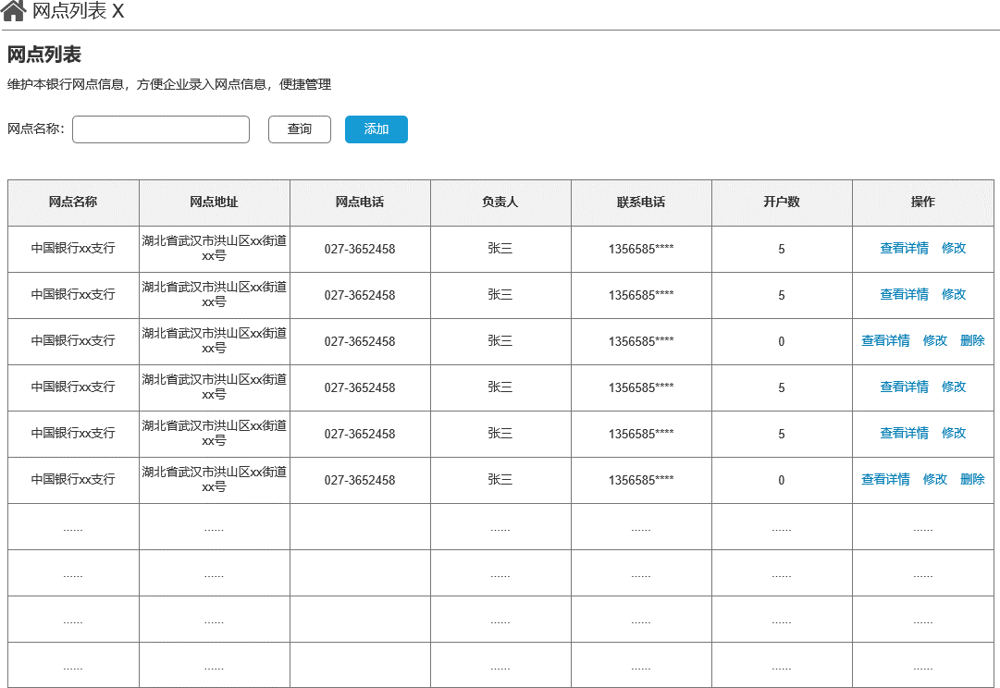 网点列表 X
网点列表
维护本银行网点信息，方便企业录入网点信息，便捷管理
网点名称： 查询 添加
网点名称 网点地址 网点电话 负责人 联系电话 开户数 操作
中国银行xx支行 湖北省武汉市洪山区xx街道xx号 027-3652458 张三 1356585**** 5 查看详情 修改
中国银行xx支行 湖北省武汉市洪山区xx街道xx号 027-3652458 张三 1356585**** 5 查看详情 修改
中国银行xx支行 湖北省武汉市洪山区xx街道xx号 027-3652458 张三 1356585**** 0 查看详情 修改 删除
中国银行xx支行 湖北省武汉市洪山区xx街道xx号 027-3652458 张三 1356585**** 5 查看详情 修改
中国银行xx支行 湖北省武汉市洪山区xx街道xx号 027-3652458 张三 1356585**** 5 查看详情 修改
中国银行xx支行 湖北省武汉市洪山区xx街道xx号 027-3652458 张三 1356585**** 0 查看详情 修改 删除
...... ...... ...... ...... ...... ......
...... ...... ...... ...... ...... ......
...... ...... ...... ...... ...... ......
...... ...... ...... ...... ...... ......